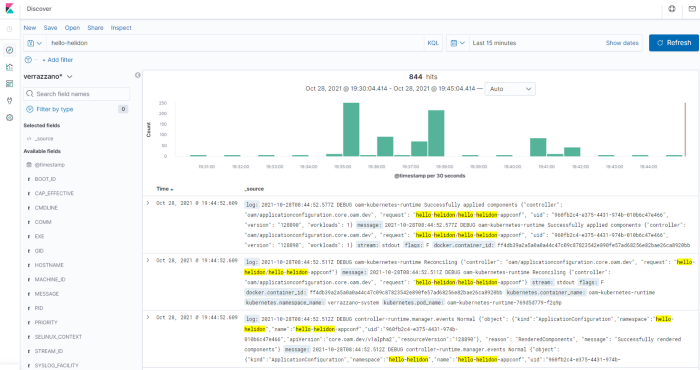 Discover
New Save Open Share Inspect
hello-helidon KQL Last 15 minutes Show dates Refresh
+ Add filter
verrazzano*
Search field names
Filter by type 0
Selected fields
_source
Available fields
@timestamp
BOOT_ID
CAP_EFFECTIVE
CMDLINE
COMM
EXE
GID
HOSTNAME
MACHINE_ID
MESSAGE
PID
PRIORITY
SELINUX_CONTEXT
STREAM_ID
SYSLOG_FACILITY
844 hits
Oct 28, 2021 @ 19:30:04.414 - Oct 28, 2021 @ 19:45:04.414 — Auto
Count
250
200
150
100
50
0
19:31:00 19:32:00 19:33:00 19:34:00 19:35:00 19:36:00 19:37:00 19:38:00 19:39:00 19:40:00 19:41:00 19:42:00 19:43:00 19:44:00
@timestamp per 30 seconds
Time _source
Oct 28, 2021 @ 19:44:52.609 log: 2021-10-28T08:44:52.577Z DEBUG oam-kubernetes-runtime Successfully applied components {"controller":
"oam/applicationconfiguration.core.oam.dev", "request": "hello-helidon/hello-helidon-appconf", "uid": "960fb2c4-e375-4431-974b-010b6c47e466",
"version": "128890", "workloads": 1} message: 2021-10-28T08:44:52.577Z DEBUG oam-kubernetes-runtime Successfully applied components {"controller":
"oam/applicationconfiguration.core.oam.dev", "request": "hello-helidon/hello-helidon-appconf", "uid": "960fb2c4-e375-4431-974b-010b6c47e466",
"version": "128890", "workloads": 1} stream: stdout flags: F docker.container_id:
Oct 28, 2021 @ 19:44:52.609 log: 2021-10-28T08:44:52.511Z DEBUG oam-kubernetes-runtime Reconciling {"controller": "oam/applicationconfiguration.core.oam.dev", "request": "hello-
helidon/hello-helidon-appconf"} message: 2021-10-28T08:44:52.511Z DEBUG oam-kubernetes-runtime Reconciling {"controller":
"oam/applicationconfiguration.core.oam.dev", "request": "hello-helidon/hello-helidon-appconf"} stream: stdout flags: F
docker.container_id: kubernetes.container_name: oam-kubernetes-runtime
kubernetes.namespace_name: verrazzano-system kubernetes.pod_name: oam-kubernetes-runtime-769d5d779f-f2q9p
Oct 28, 2021 @ 19:44:52.609 log: 2021-10-28T08:44:52.512Z DEBUG controller-runtime.manager.events Normal {"object": {"kind":"ApplicationConfiguration","namespace":"hello-
helidon","name":"hello-helidon-appconf","uid":"960fb2c4-e375-4431-974b-
010b6c47e466","apiVersion":"core.oam.dev/v1alpha2","resourceVersion":"128890"}, "reason": "RenderedComponents", "message": "Successfully rendered
components"} message: 2021-10-28T08:44:52.512Z DEBUG controller-runtime.manager.events Normal {"object":
{"kind":"ApplicationConfiguration","namespace":"hello-helidon","name":"hello-helidon-appconf","uid":"960fb2c4-e375-4431-974b-